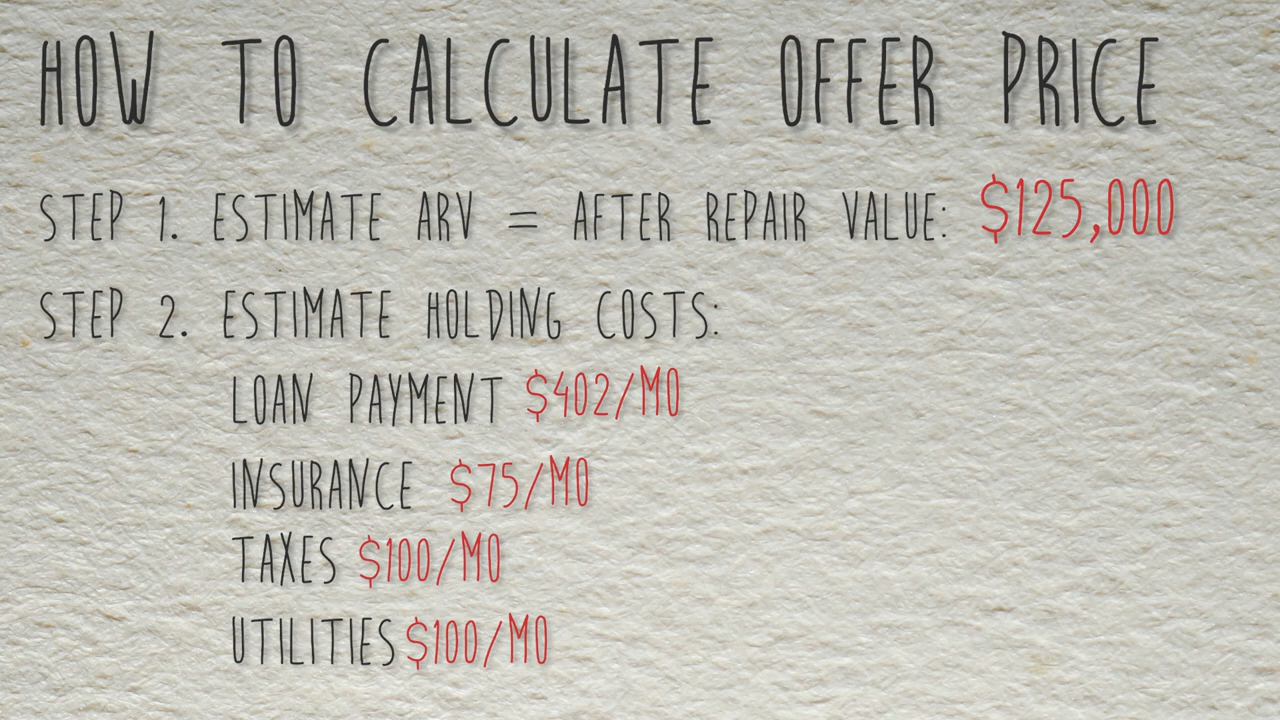 HOW TO CALCULATE OFFER PRICE
STEP 1. ESTIMATE ARV = AFTER REPAIR VALUE: $125,000
STEP 2. ESTIMATE HOLDING COSTS:
LOAN PAYMENT $402/MO
INSURANCE $75/MO
TAXES $100/MO
UTILITIES $100/MO